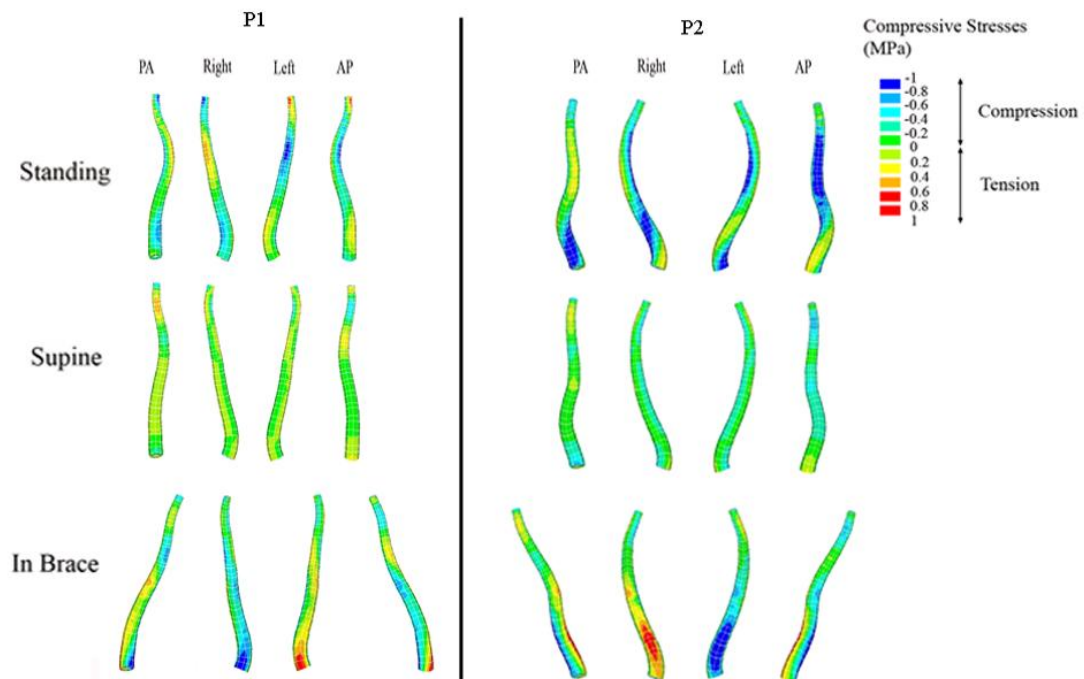 P1
P2
Compressive Stresses
(MPa)
PA Right Left AP
PA Right Left AP
-1
-0.8
-0.6
-0.4
-0.2
0
0.2
0.4
0.6
0.8
1
Compression
Tension
Standing
Supine
In Brace